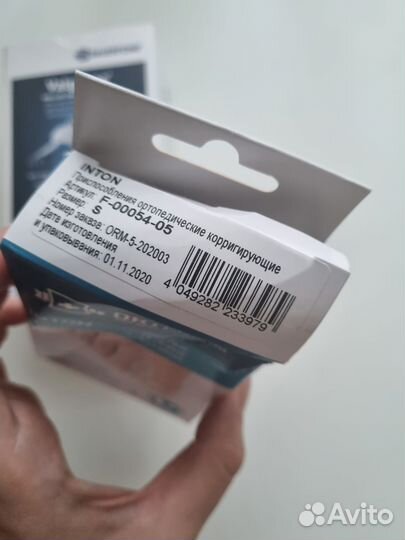 INTON
Приспособления ортопедические корригирующие
Артикул: F-00054-05
Размер: S
Номер заказа: ORM-5-202003
Дата изготовления
и упаковывания: 01.11.2020
4 049282 233979
Avito